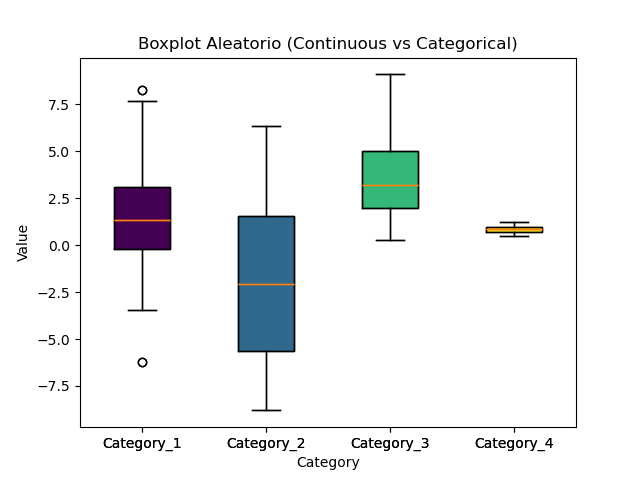 Boxplot Aleatorio (Continuous vs Categorical)
Value
7.5
5.0
2.5
0.0
−2.5
−5.0
−7.5
Category_1 Category_2 Category_3 Category_4
Category